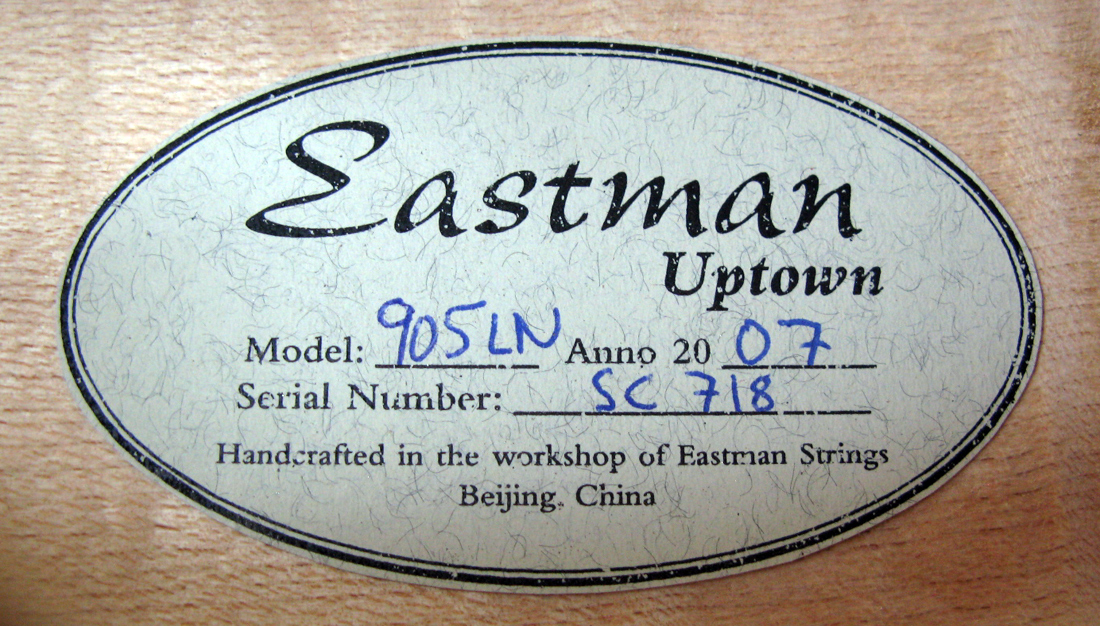 Eastman
Uptown
Model: 905LN Anno 20 07
Serial Number: SC 718
Handcrafted in the workshop of Eastman Strings
Beijing, China